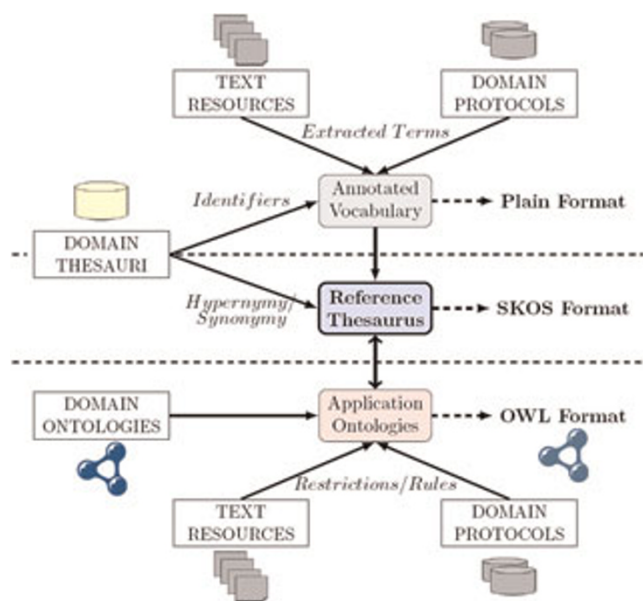 TEXT
RESOURCES
DOMAIN
PROTOCOLS
Extracted Terms
Identifiers
Annotated
Vocabulary
Plain Format
DOMAIN
THESAURI
Hypernymy/
Synonymy
Reference
Thesaurus
SKOS Format
DOMAIN
ONTOLOGIES
Application
Ontologies
OWL Format
Restrictions/Rules
TEXT
RESOURCES
DOMAIN
PROTOCOLS